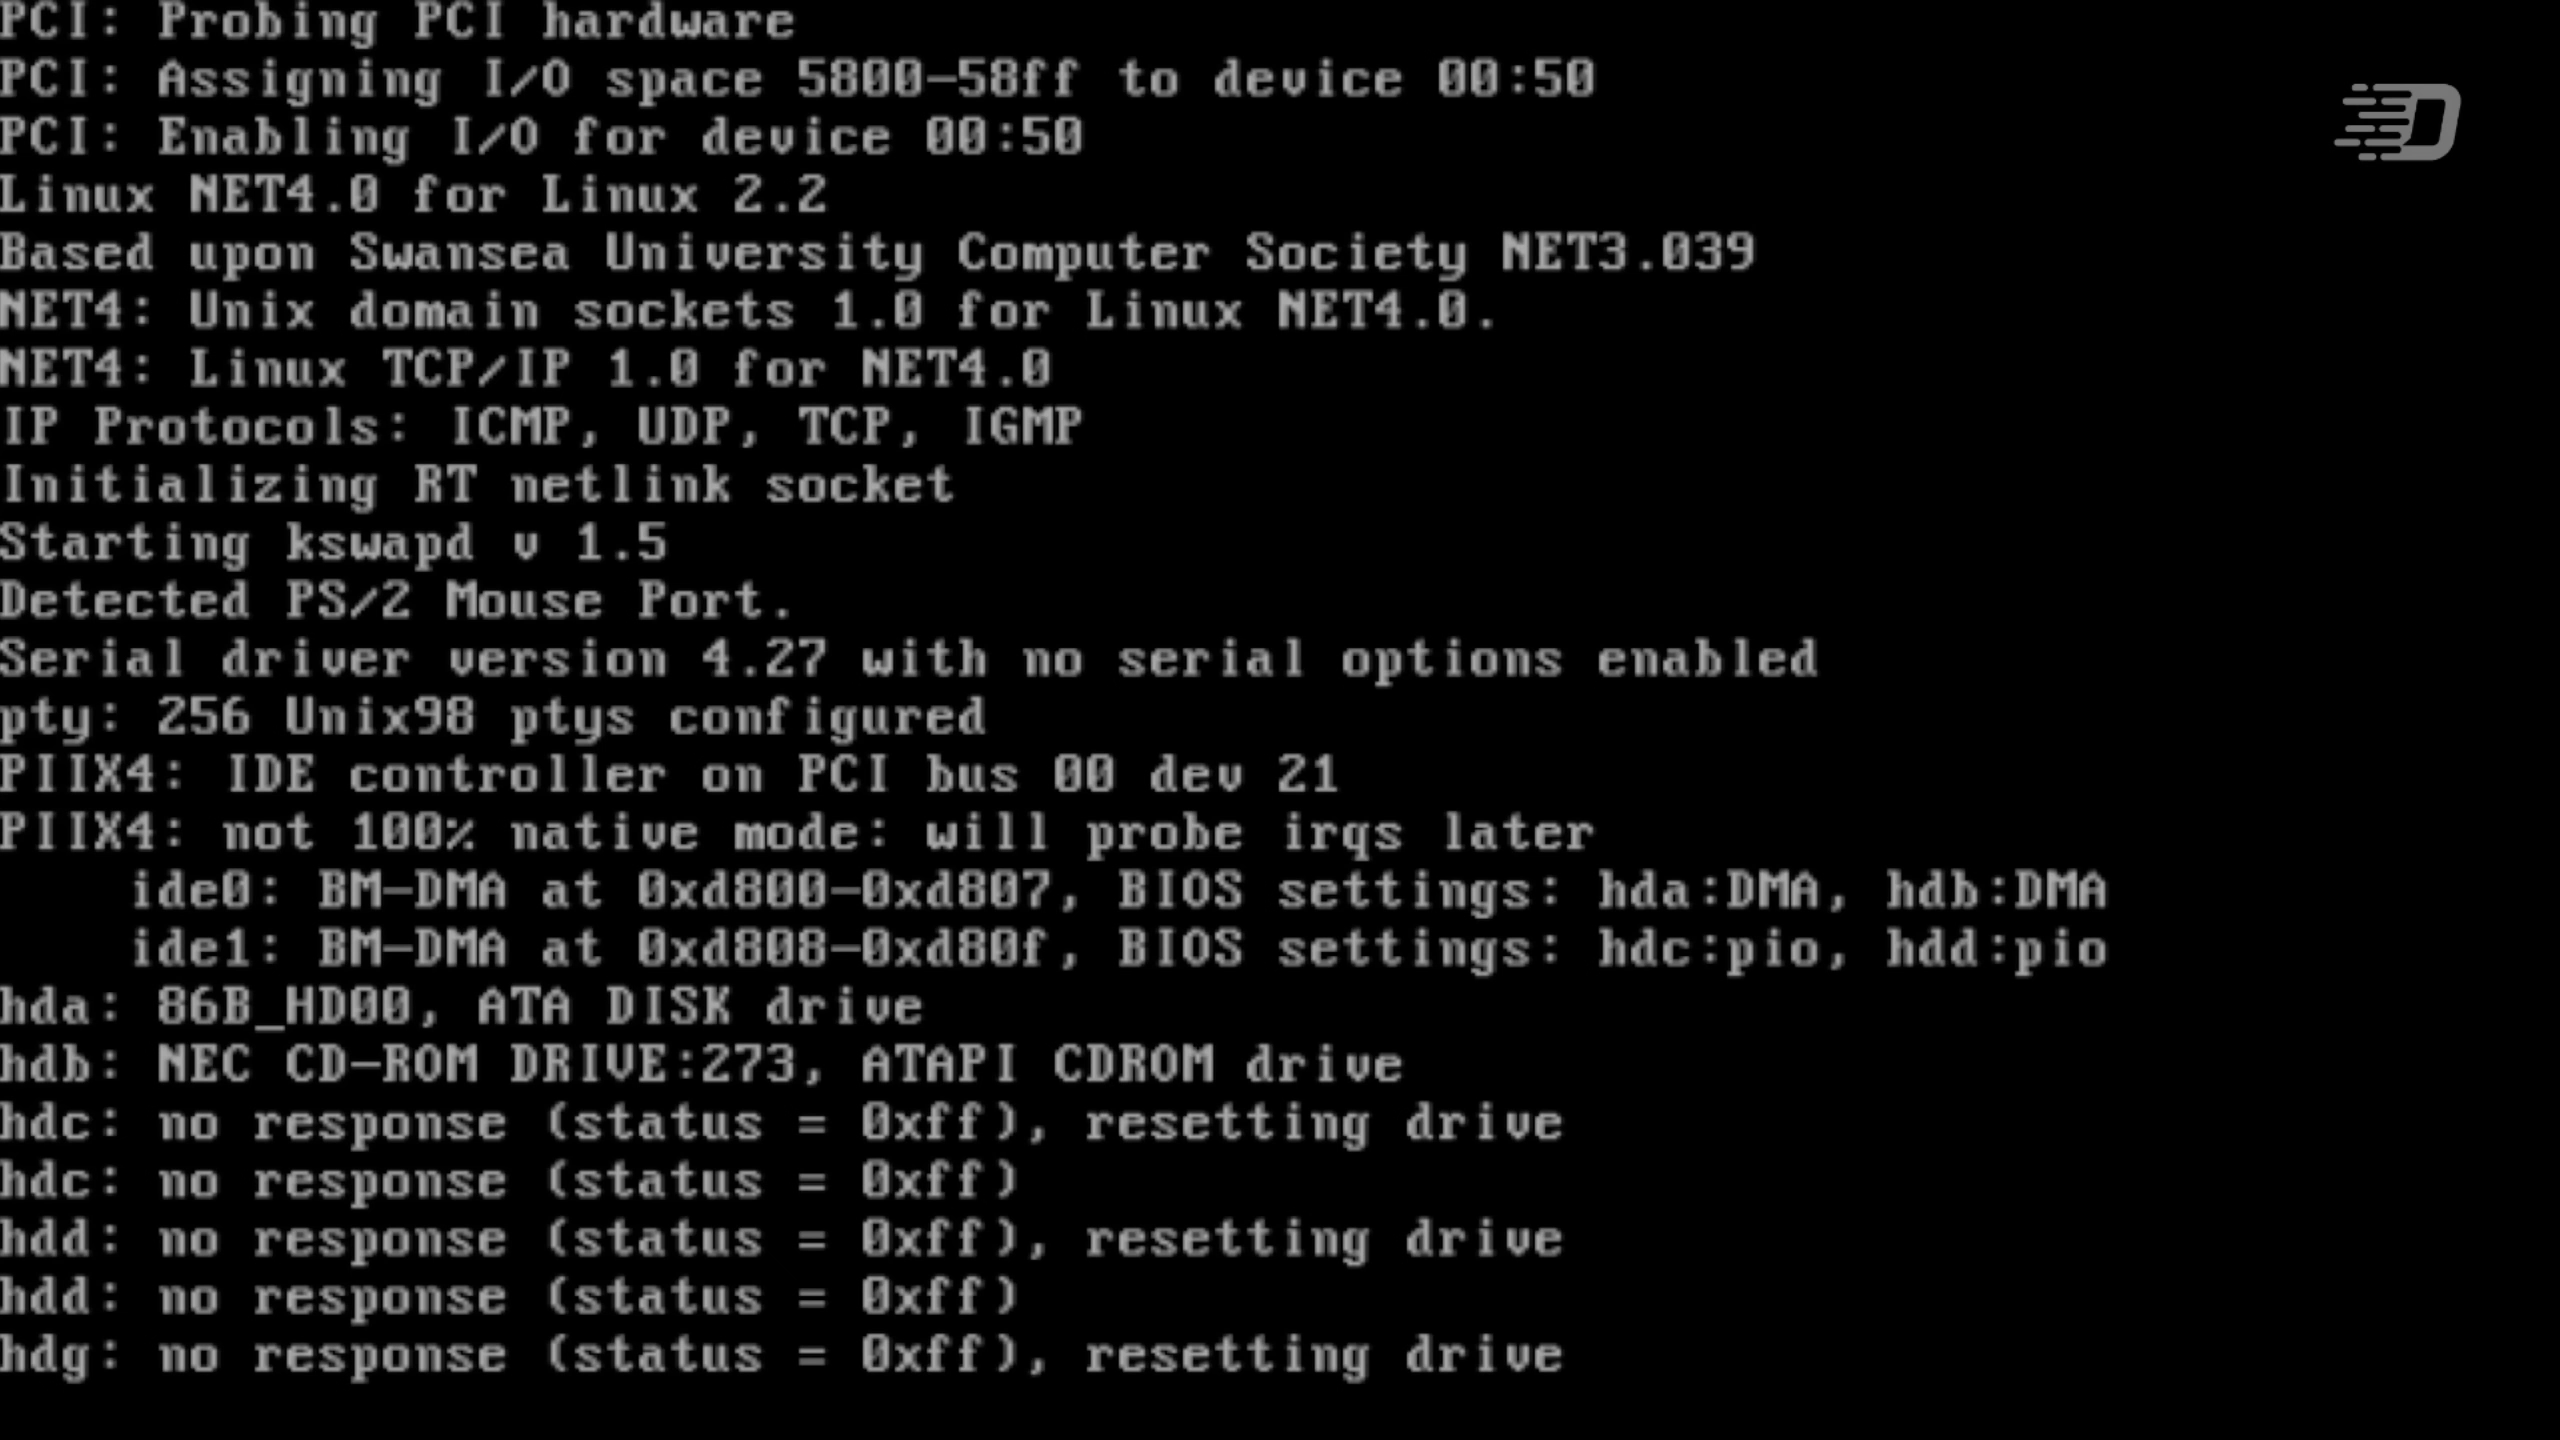 PCI: Probing PCI hardware
PCI: Assigning I/O space 5800-58ff to device 00:50
PCI: Enabling I/O for device 00:50
Linux NET4.0 for Linux 2.2
Based upon Swansea University Computer Society NET3.039
NET4: Unix domain sockets 1.0 for Linux NET4.0.
NET4: Linux TCP/IP 1.0 for NET4.0
IP Protocols: ICMP, UDP, TCP, IGMP
Initializing RT netlink socket
Starting kswapd v 1.5
Detected PS/2 Mouse Port.
Serial driver version 4.27 with no serial options enabled
pty: 256 Unix98 ptys configured
PIIX4: IDE controller on PCI bus 00 dev 21
PIIX4: not 100% native mode: will probe irqs later
    ide0: BM-DMA at 0xd800-0xd807, BIOS settings: hda:DMA, hdb:DMA
    ide1: BM-DMA at 0xd808-0xd80f, BIOS settings: hdc:pio, hdd:pio
hda: 86B_HD00, ATA DISK drive
hdb: NEC CD-ROM DRIVE:273, ATAPI CDROM drive
hdc: no response (status = 0xff), resetting drive
hdc: no response (status = 0xff)
hdd: no response (status = 0xff), resetting drive
hdd: no response (status = 0xff)
hdg: no response (status = 0xff), resetting drive